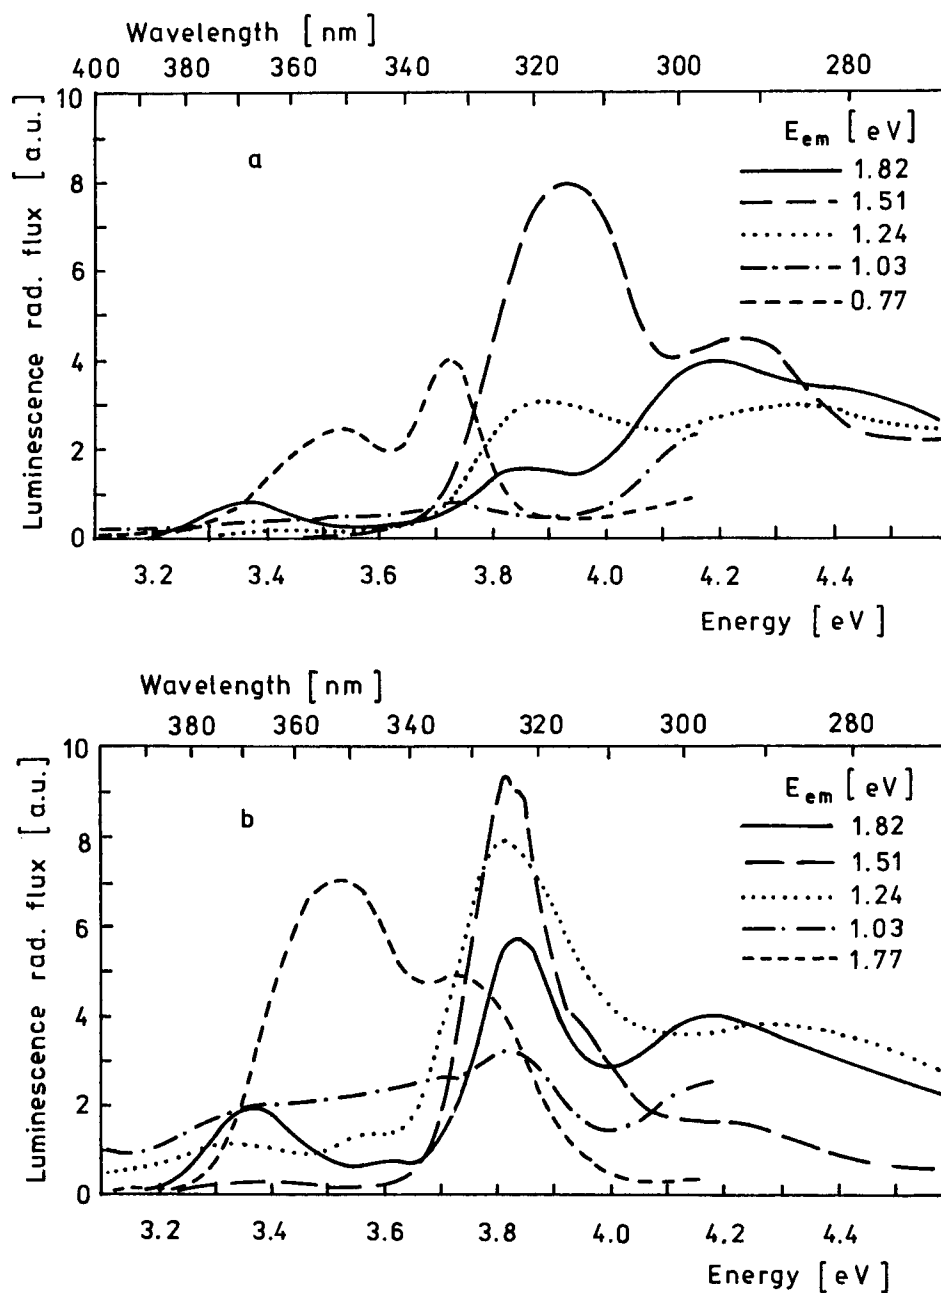 Wavelength [nm]
400 380 360 340 320 300 280
10
8
6
4
2
0
Luminescence rad. flux [a.u.]
a
E_em [eV]
1.82
1.51
1.24
1.03
0.77
3.2 3.4 3.6 3.8 4.0 4.2 4.4
Energy [eV]
Wavelength [nm]
380 360 340 320 300 280
10
8
6
4
2
0
Luminescence rad. flux [a.u.]
b
E_em [eV]
1.82
1.51
1.24
1.03
1.77
3.2 3.4 3.6 3.8 4.0 4.2 4.4
Energy [eV]